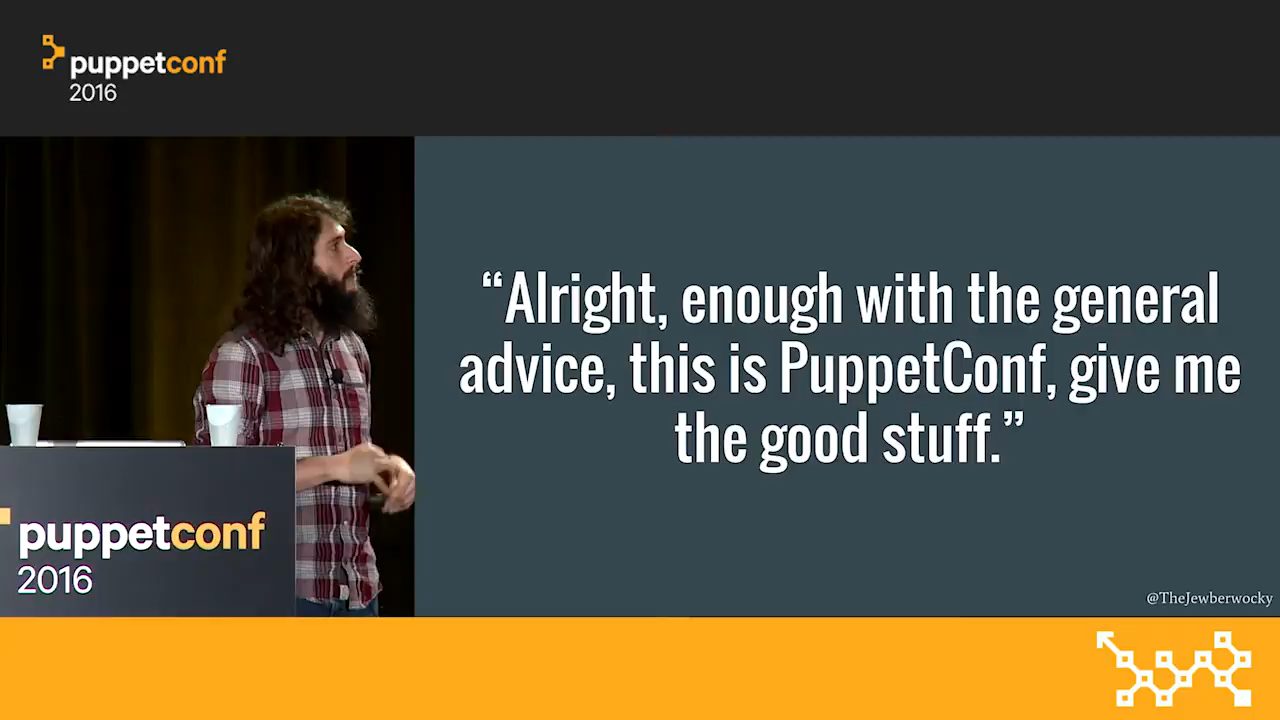 puppetconf
2016
“Alright, enough with the general
advice, this is PuppetConf, give me
the good stuff.”
puppetconf
2016
@TheJewberwocky